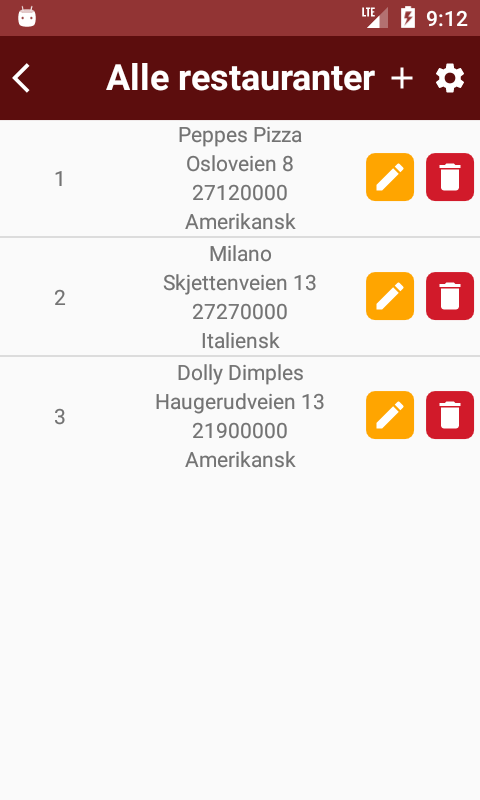 LTE 9:12
Alle restauranter
1
Peppes Pizza
Osloveien 8
27120000
Amerikansk
2
Milano
Skjettenveien 13
27270000
Italiensk
3
Dolly Dimples
Haugerudveien 13
21900000
Amerikansk